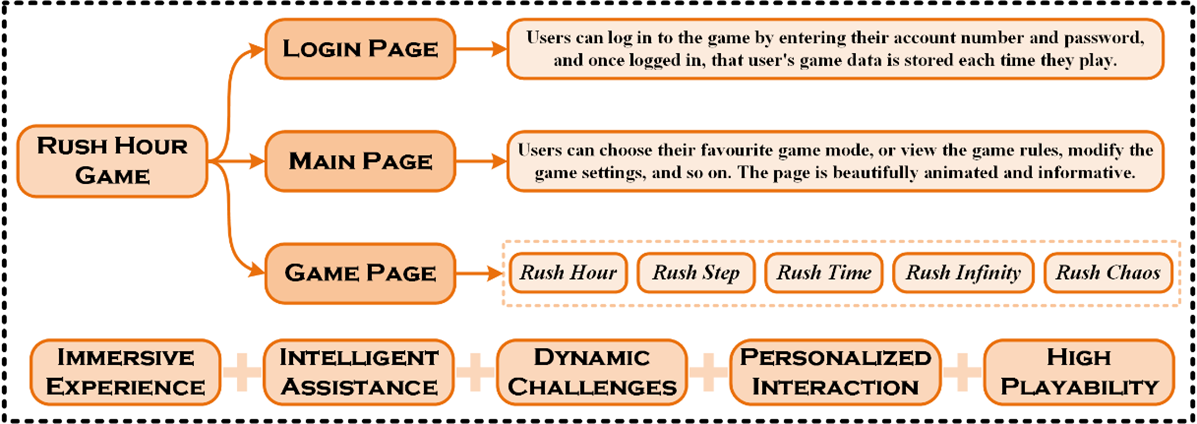 RUSH HOUR
GAME
LOGIN PAGE
Users can log in to the game by entering their account number and password,
and once logged in, that user's game data is stored each time they play.
MAIN PAGE
Users can choose their favourite game mode, or view the game rules, modify the
game settings, and so on. The page is beautifully animated and informative.
GAME PAGE
Rush Hour
Rush Step
Rush Time
Rush Infinity
Rush Chaos
IMMERSIVE
EXPERIENCE
+
INTELLIGENT
ASSISTANCE
+
DYNAMIC
CHALLENGES
+
PERSONALIZED
INTERACTION
+
HIGH
PLAYABILITY